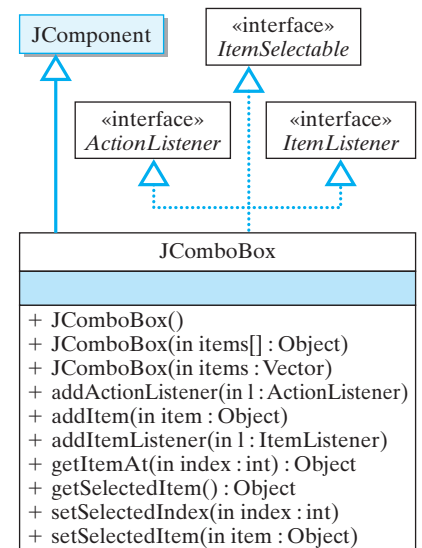 JComponent
«interface»
ItemSelectable
«interface»
ActionListener
«interface»
ItemListener
JComboBox
+ JComboBox()
+ JComboBox(in items[] : Object)
+ JComboBox(in items : Vector)
+ addActionListener(in l : ActionListener)
+ addItem(in item : Object)
+ addItemListener(in l : ItemListener)
+ getItemAt(in index : int) : Object
+ getSelectedItem() : Object
+ setSelectedIndex(in index : int)
+ setSelectedItem(in item : Object)